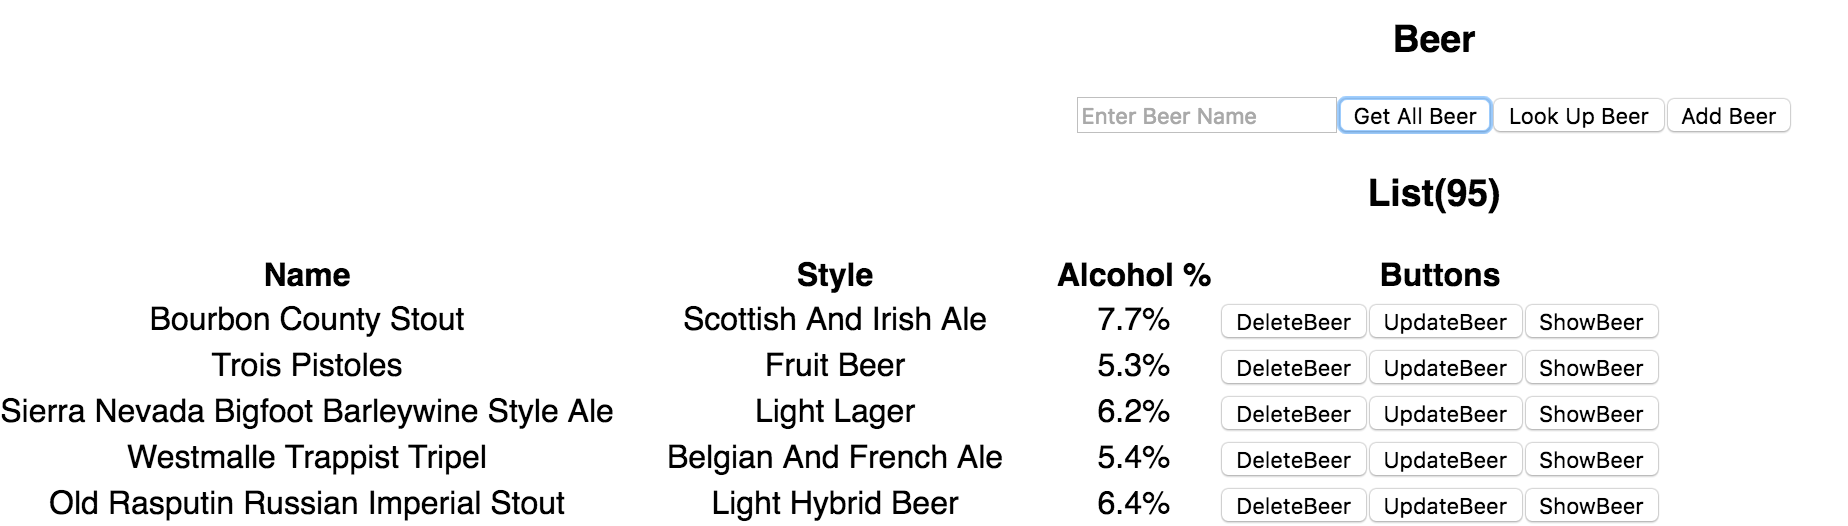 Beer
Enter Beer Name Get All Beer Look Up Beer Add Beer
List(95)
Name Style Alcohol % Buttons
Bourbon County Stout Scottish And Irish Ale 7.7% DeleteBeer UpdateBeer ShowBeer
Trois Pistoles Fruit Beer 5.3% DeleteBeer UpdateBeer ShowBeer
Sierra Nevada Bigfoot Barleywine Style Ale Light Lager 6.2% DeleteBeer UpdateBeer ShowBeer
Westmalle Trappist Tripel Belgian And French Ale 5.4% DeleteBeer UpdateBeer ShowBeer
Old Rasputin Russian Imperial Stout Light Hybrid Beer 6.4% DeleteBeer UpdateBeer ShowBeer